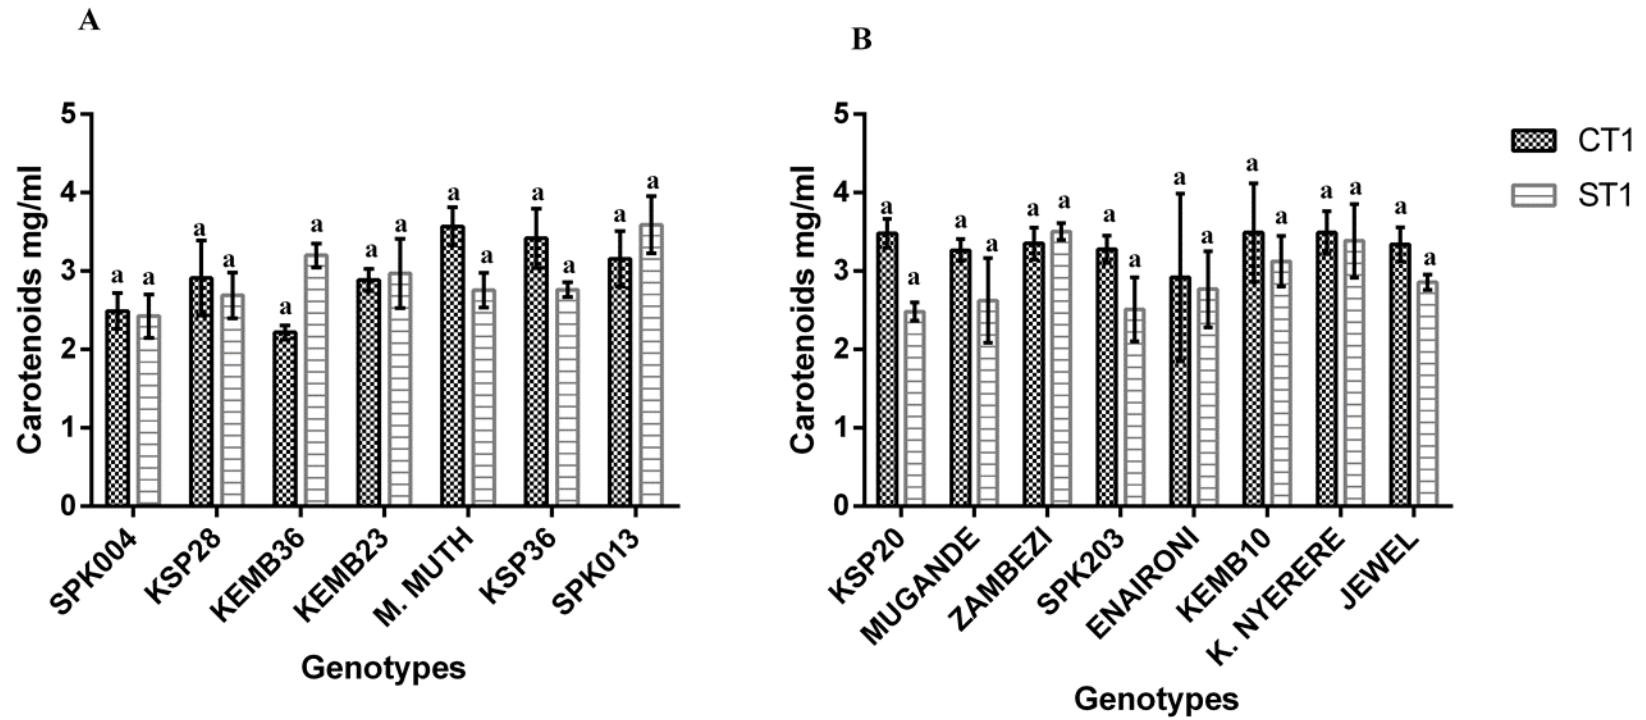 A
Carotenoids mg/ml
5
4
3
2
1
0
a a a a a a a a a a a a a a
SPK004 KSP28 KEMB36 KEMB23 M. MUTH KSP36 SPK013
Genotypes
B
Carotenoids mg/ml
5
4
3
2
1
0
a a a a a a a a a a a a a a a a
KSP20 MUGANDE ZAMBEZI SPK203 ENAIRONI KEMB10 K. NYERERE JEWEL
Genotypes
CT1
ST1